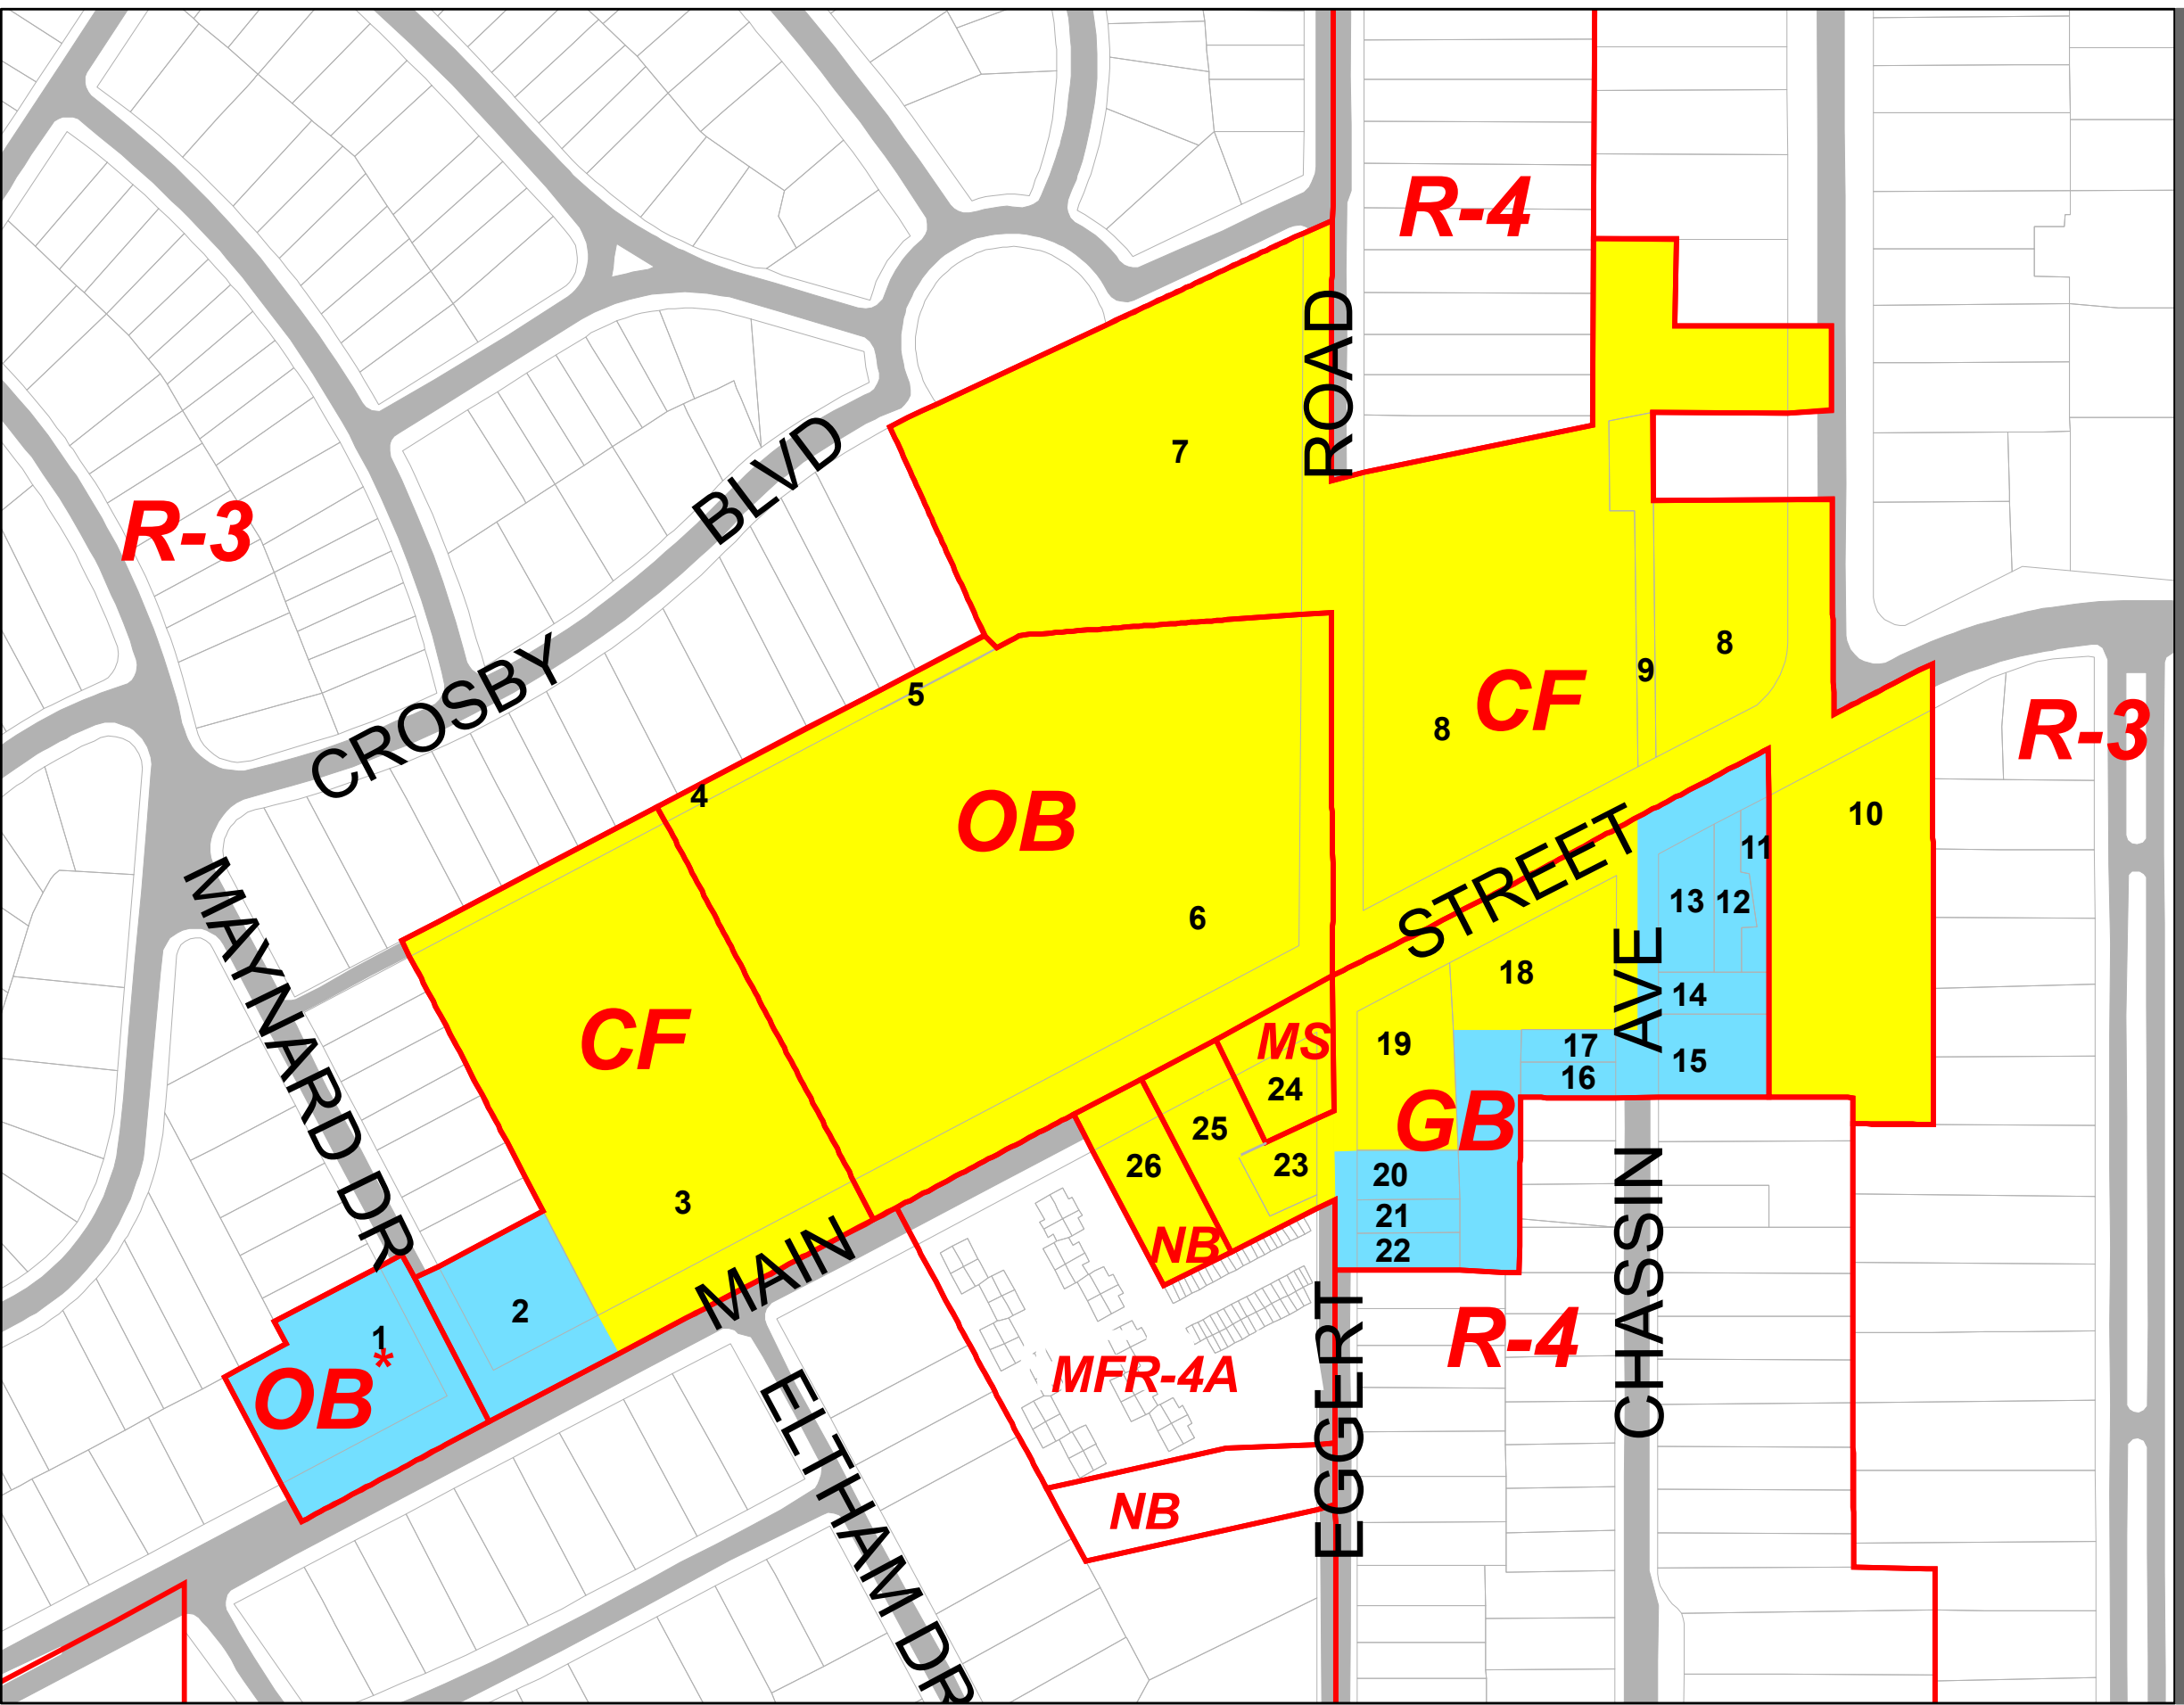 R-4
ROAD
7
BLVD
R-3
CROSBY
5
8
9
8
CF
R-3
4
OB
6
STREET
10
11
13
12
MAYNARD DR
CF
18
AVE
14
MS
19
17
15
24
16
25
GB
26
23
20
3
21
NB
22
MAIN
2
1
OB*
MFR-4A
R-4
CHASSIN
EGGERT
NB
ELTHAM DR